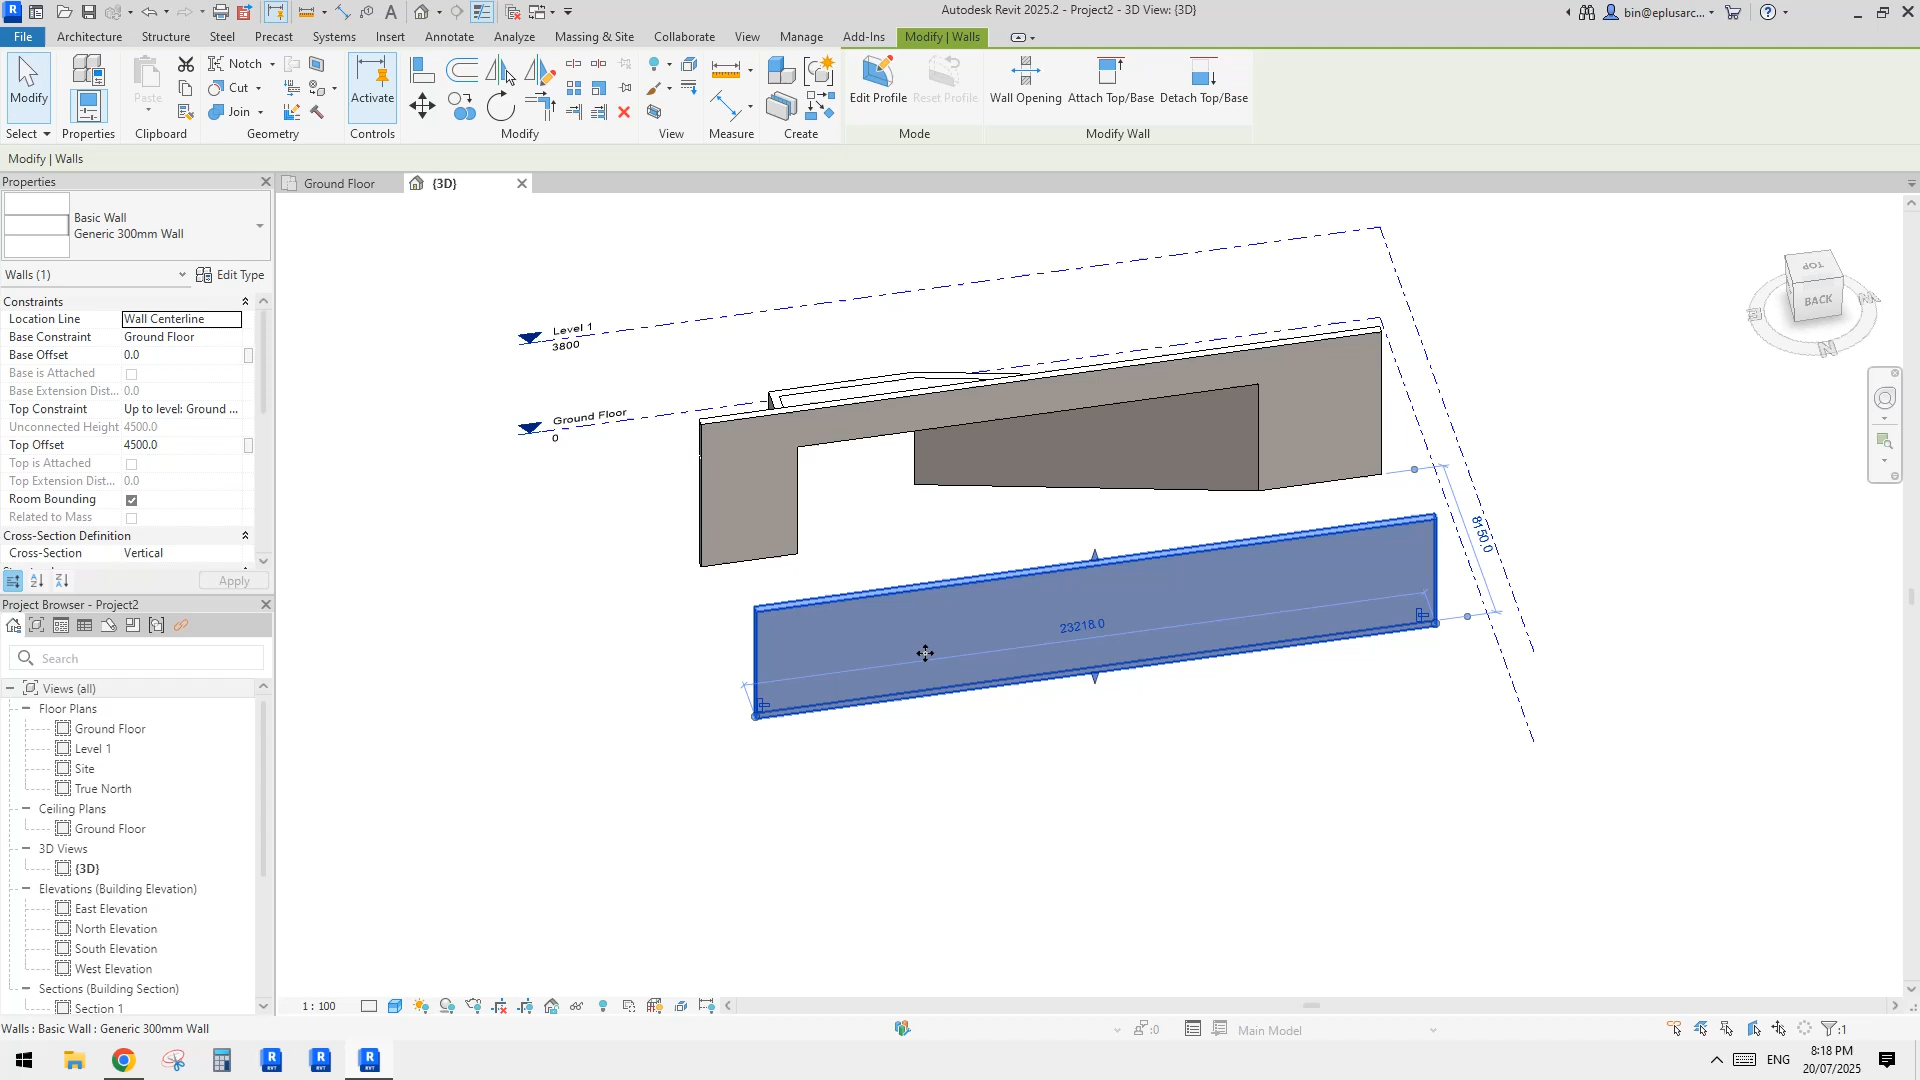 Autodesk Revit 2025.2 - Project2 - 3D View: {3D}
bin@eplusarc...
File
Architecture
Structure
Steel
Precast
Systems
Insert
Annotate
Analyze
Massing & Site
Collaborate
View
Manage
Add-Ins
Modify | Walls
Modify
Paste
Notch
Cut
Join
Activate
Edit Profile
Reset Profile
Wall Opening
Attach Top/Base
Detach Top/Base
Select
Properties
Clipboard
Geometry
Controls
Modify
View
Measure
Create
Mode
Modify Wall
Modify | Walls
Properties
Basic Wall
Generic 300mm Wall
Walls (1)
Edit Type
Constraints
Location Line Wall Centerline
Base Constraint Ground Floor
Base Offset 0.0
Base is Attached
Base Extension Dist... 0.0
Top Constraint Up to level: Ground ...
Unconnected Height 4500.0
Top Offset 4500.0
Top is Attached
Top Extension Dist... 0.0
Room Bounding
Related to Mass
Cross-Section Definition
Cross-Section Vertical
Apply
Project Browser - Project2
Search
Views (all)
Floor Plans
Ground Floor
Level 1
Site
True North
Ceiling Plans
Ground Floor
3D Views
{3D}
Elevations (Building Elevation)
East Elevation
North Elevation
South Elevation
West Elevation
Sections (Building Section)
Section 1
Ground Floor
{3D}
Level 1
3800
Ground Floor
0
8150.0
23218.0
TOP
BACK
N
1 : 100
Walls : Basic Wall : Generic 300mm Wall
:0
Main Model
:1
ENG
8:18 PM
20/07/2025